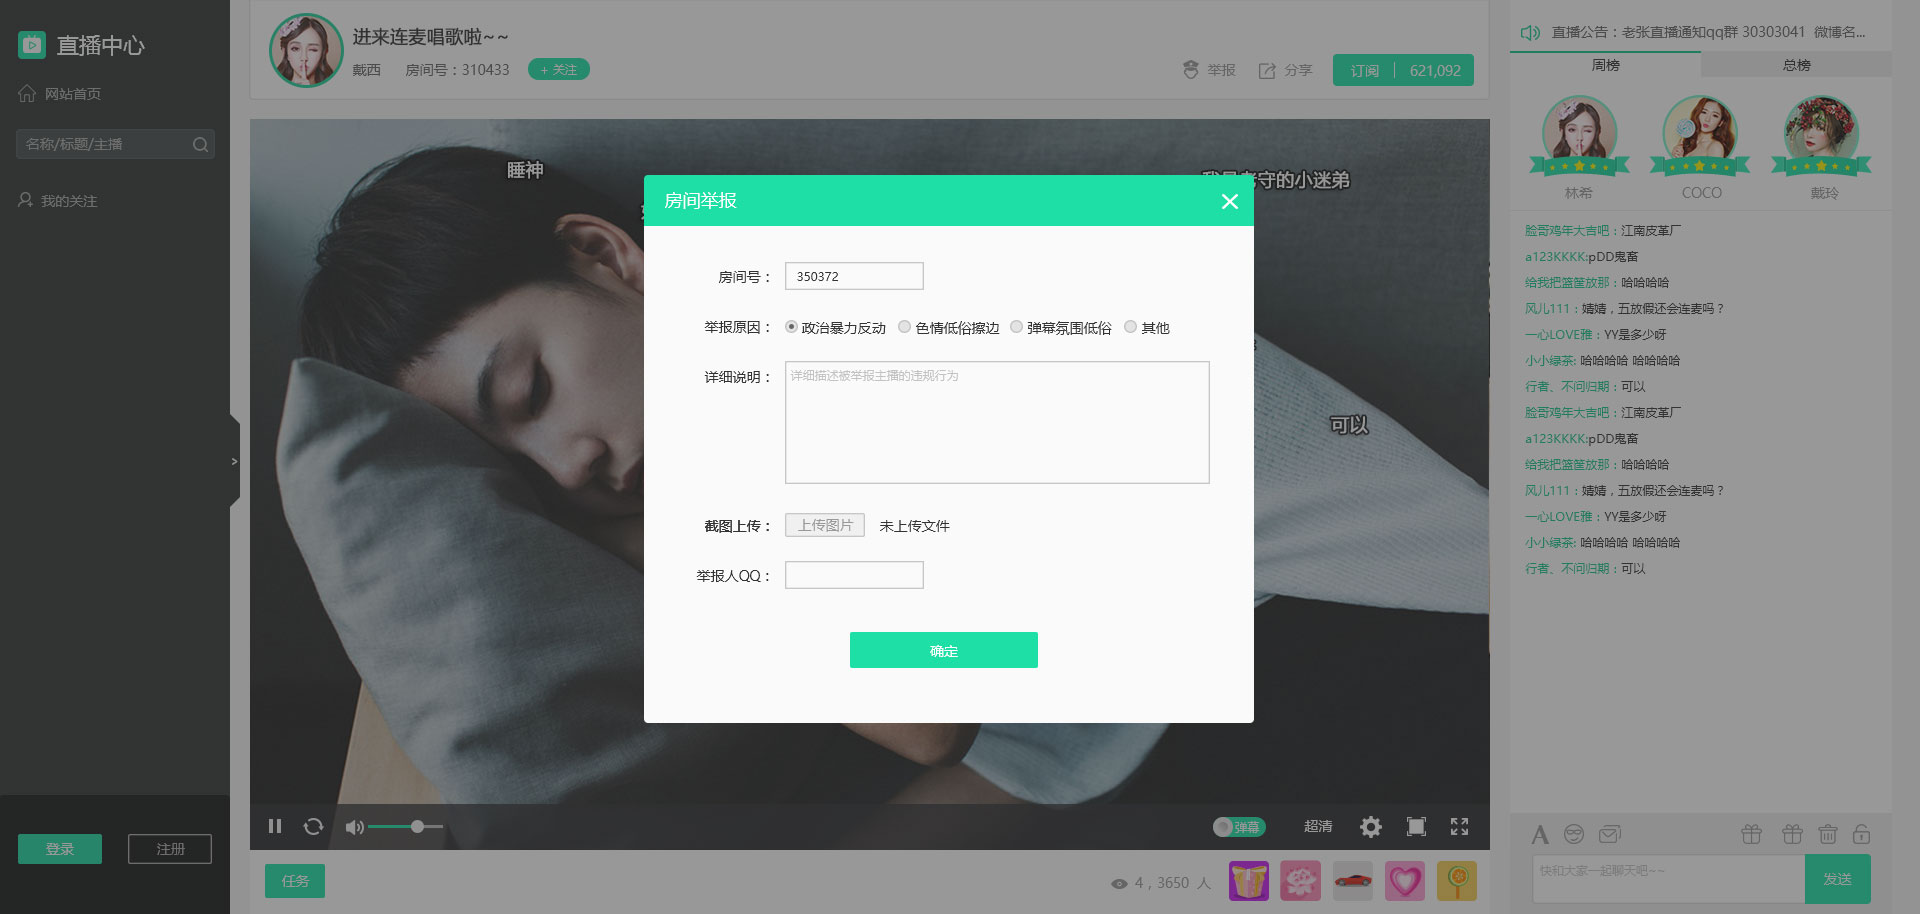 直播中心
网站首页
名称/标题/主播
我的关注
登录
注册
进来连麦唱歌啦~~
戴西 房间号：310433 + 关注
举报 分享 订阅 | 621,092
睡神
守的小迷弟
可以
房间举报
房间号： 350372
举报原因： 政治暴力反动 色情低俗擦边 弹幕氛围低俗 其他
详细说明： 详细描述被举报主播的违规行为
截图上传： 上传图片 未上传文件
举报人QQ：
确定
弹幕 超清
任务
4，3650 人
直播公告：老张直播通知qq群 30303041 微博名...
周榜 总榜
林希 COCO 戴玲
脸哥鸡年大吉吧：江南皮革厂
a123KKKK:pDD鬼畜
给我把篮筐放那：哈哈哈哈
风儿111：婧婧，五放假还会连麦吗？
一心LOVE雅：YY是多少呀
小小绿茶: 哈哈哈哈 哈哈哈哈
行者、不问归期：可以
脸哥鸡年大吉吧：江南皮革厂
a123KKKK:pDD鬼畜
给我把篮筐放那：哈哈哈哈
风儿111：婧婧，五放假还会连麦吗？
一心LOVE雅：YY是多少呀
小小绿茶: 哈哈哈哈 哈哈哈哈
行者、不问归期：可以
快和大家一起聊天吧~~
发送